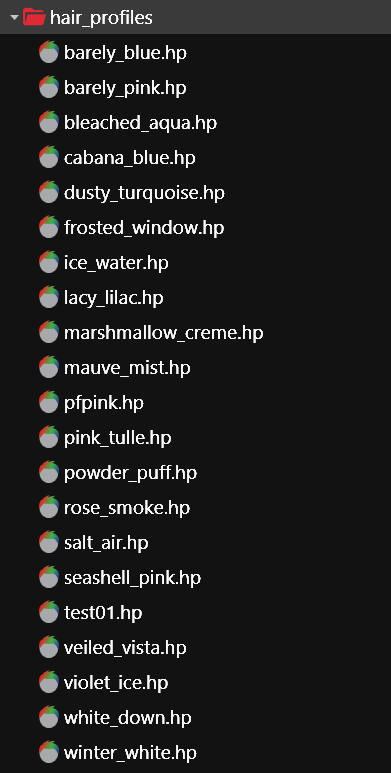 hair_profiles
barely_blue.hp
barely_pink.hp
bleached_aqua.hp
cabana_blue.hp
dusty_turquoise.hp
frosted_window.hp
ice_water.hp
lacy_lilac.hp
marshmallow_creme.hp
mauve_mist.hp
pfpink.hp
pink_tulle.hp
powder_puff.hp
rose_smoke.hp
salt_air.hp
seashell_pink.hp
test01.hp
veiled_vista.hp
violet_ice.hp
white_down.hp
winter_white.hp